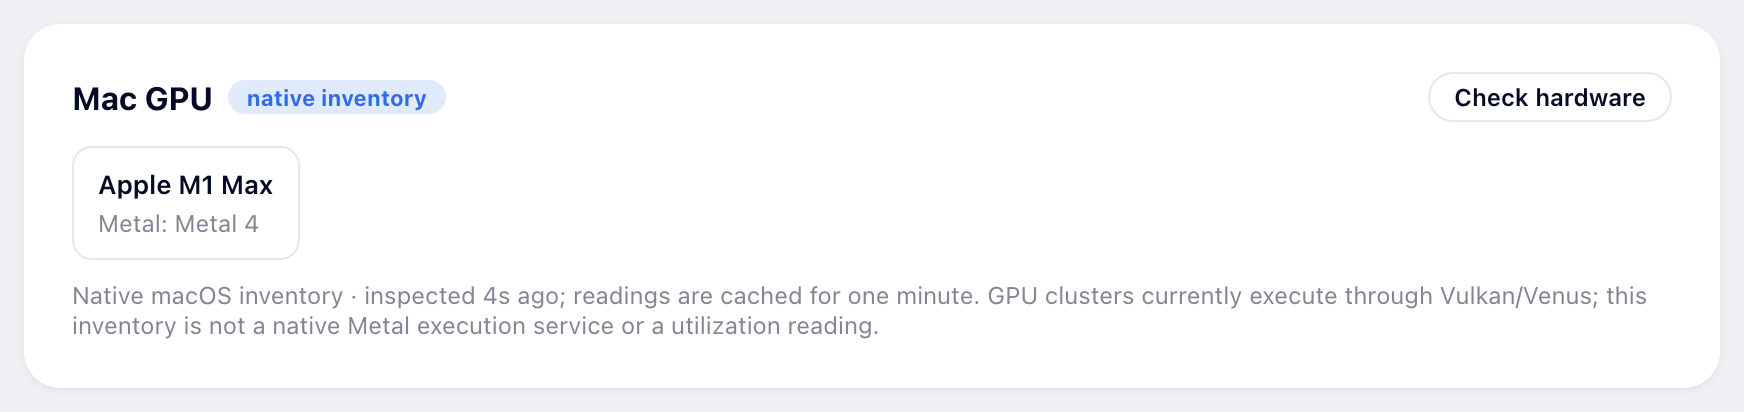 Mac GPU
native inventory
Check hardware
Apple M1 Max
Metal: Metal 4
Native macOS inventory · inspected 4s ago; readings are cached for one minute. GPU clusters currently execute through Vulkan/Venus; this
inventory is not a native Metal execution service or a utilization reading.